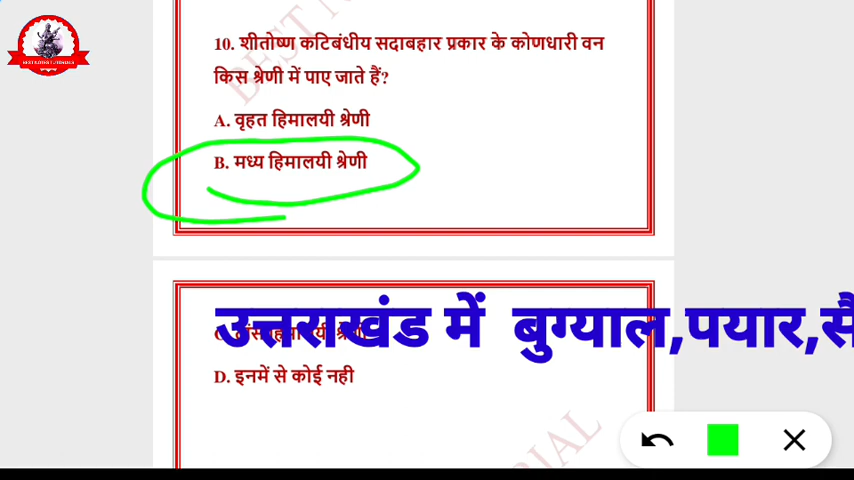 10. शीतोष्ण कटिबंधीय सदाबहार प्रकार के कोणधारी वन
किस श्रेणी में पाए जाते हैं?
A. वृहत हिमालयी श्रेणी
B. मध्य हिमालयी श्रेणी
उत्तराखंड में बुग्याल,पयार,सै
D. इनमें से कोई नही